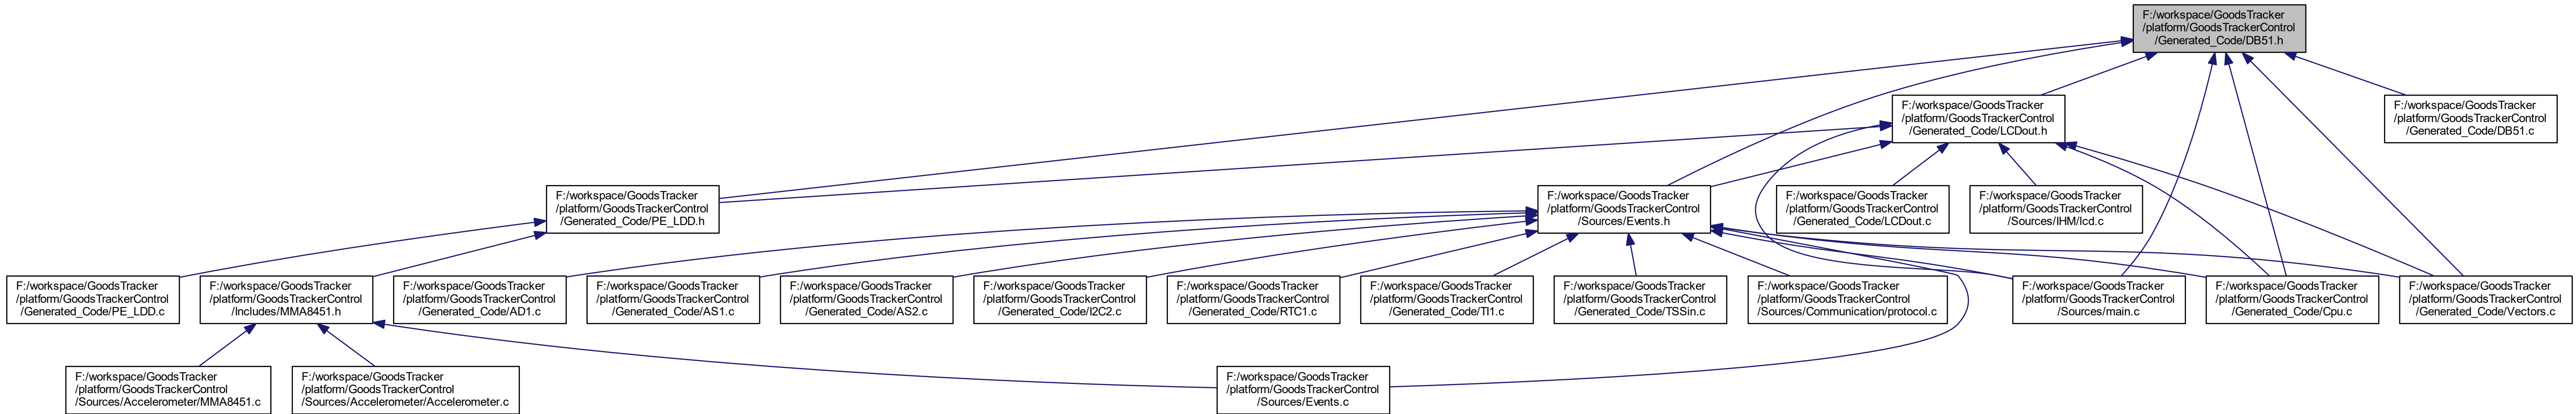 F:/workspace/GoodsTracker
/platform/GoodsTrackerControl
/Generated_Code/DB51.h
F:/workspace/GoodsTracker
/platform/GoodsTrackerControl
/Generated_Code/LCDout.h
F:/workspace/GoodsTracker
/platform/GoodsTrackerControl
/Generated_Code/DB51.c
F:/workspace/GoodsTracker
/platform/GoodsTrackerControl
/Generated_Code/PE_LDD.h
F:/workspace/GoodsTracker
/platform/GoodsTrackerControl
/Sources/Events.h
F:/workspace/GoodsTracker
/platform/GoodsTrackerControl
/Generated_Code/LCDout.c
F:/workspace/GoodsTracker
/platform/GoodsTrackerControl
/Sources/IHM/lcd.c
F:/workspace/GoodsTracker
/platform/GoodsTrackerControl
/Generated_Code/PE_LDD.c
F:/workspace/GoodsTracker
/platform/GoodsTrackerControl
/Includes/MMA8451.h
F:/workspace/GoodsTracker
/platform/GoodsTrackerControl
/Generated_Code/AD1.c
F:/workspace/GoodsTracker
/platform/GoodsTrackerControl
/Generated_Code/AS1.c
F:/workspace/GoodsTracker
/platform/GoodsTrackerControl
/Generated_Code/AS2.c
F:/workspace/GoodsTracker
/platform/GoodsTrackerControl
/Generated_Code/I2C2.c
F:/workspace/GoodsTracker
/platform/GoodsTrackerControl
/Generated_Code/RTC1.c
F:/workspace/GoodsTracker
/platform/GoodsTrackerControl
/Generated_Code/TI1.c
F:/workspace/GoodsTracker
/platform/GoodsTrackerControl
/Generated_Code/TSSin.c
F:/workspace/GoodsTracker
/platform/GoodsTrackerControl
/Sources/Communication/protocol.c
F:/workspace/GoodsTracker
/platform/GoodsTrackerControl
/Sources/main.c
F:/workspace/GoodsTracker
/platform/GoodsTrackerControl
/Generated_Code/Cpu.c
F:/workspace/GoodsTracker
/platform/GoodsTrackerControl
/Generated_Code/Vectors.c
F:/workspace/GoodsTracker
/platform/GoodsTrackerControl
/Sources/Accelerometer/MMA8451.c
F:/workspace/GoodsTracker
/platform/GoodsTrackerControl
/Sources/Accelerometer/Accelerometer.c
F:/workspace/GoodsTracker
/platform/GoodsTrackerControl
/Sources/Events.c